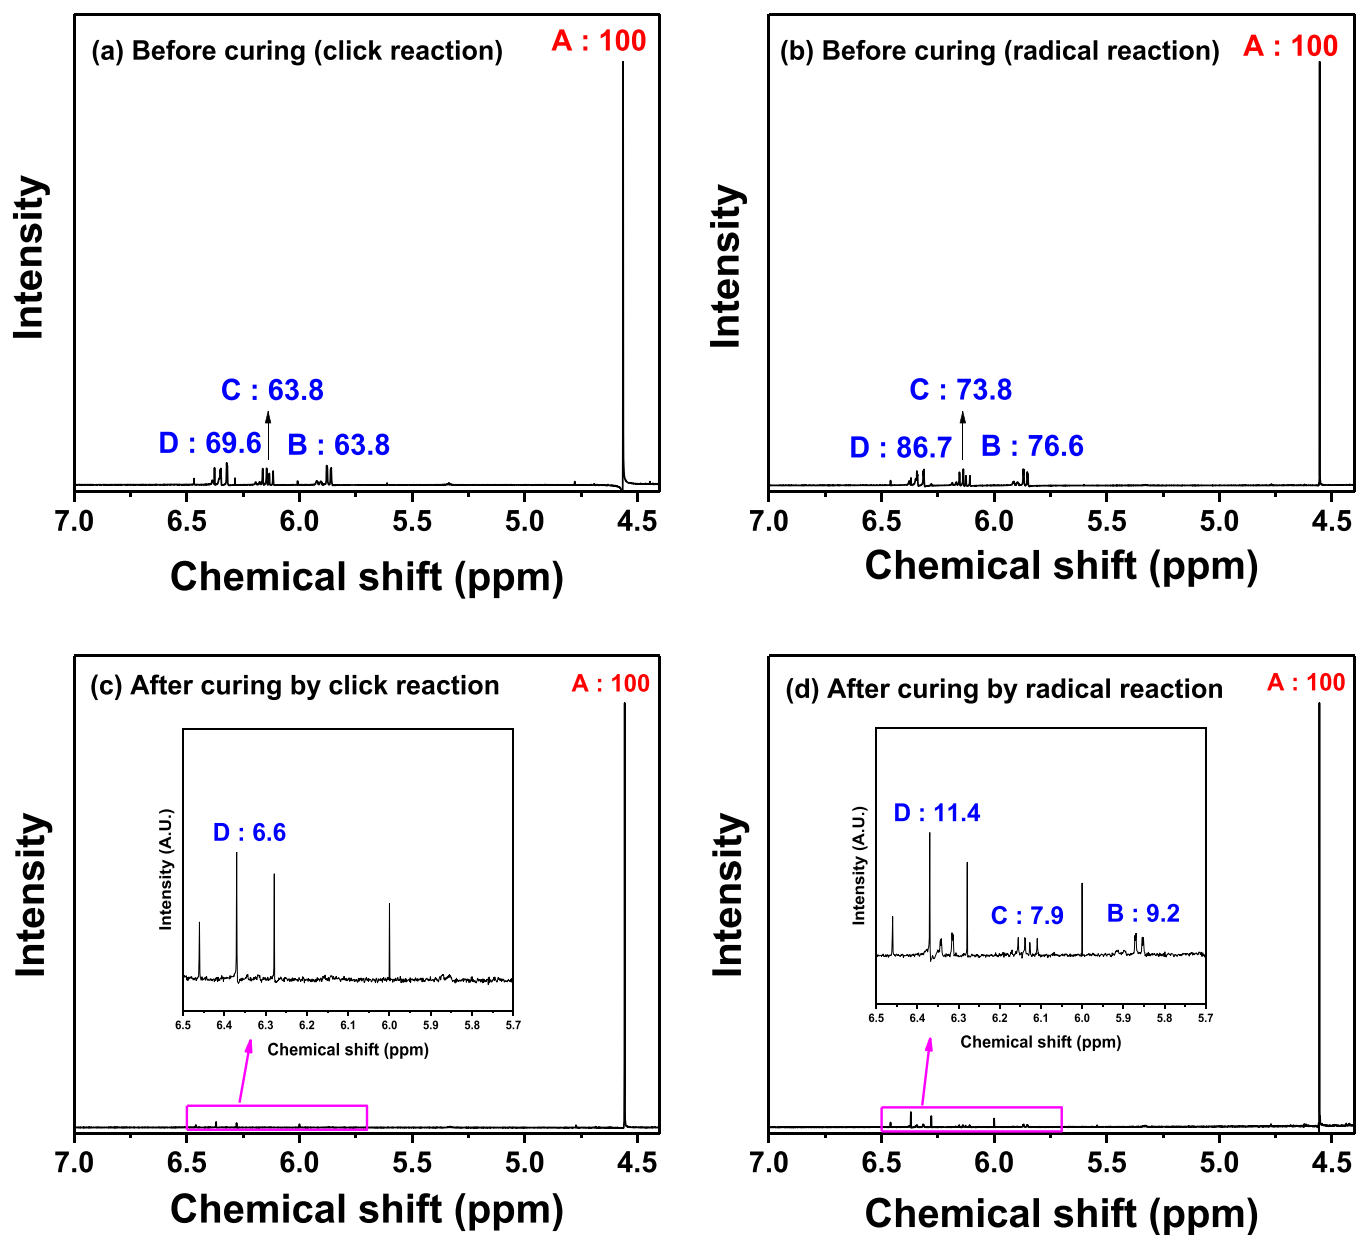 (a) Before curing (click reaction)
A : 100
Intensity
C : 63.8
D : 69.6
B : 63.8
7.0 6.5 6.0 5.5 5.0 4.5
Chemical shift (ppm)
(b) Before curing (radical reaction)
A : 100
Intensity
C : 73.8
D : 86.7
B : 76.6
7.0 6.5 6.0 5.5 5.0 4.5
Chemical shift (ppm)
(c) After curing by click reaction
A : 100
Intensity
Intensity (A.U.)
D : 6.6
6.5 6.4 6.3 6.2 6.1 6.0 5.9 5.8 5.7
Chemical shift (ppm)
7.0 6.5 6.0 5.5 5.0 4.5
Chemical shift (ppm)
(d) After curing by radical reaction
A : 100
Intensity
Intensity (A.U.)
D : 11.4
C : 7.9
B : 9.2
6.5 6.4 6.3 6.2 6.1 6.0 5.9 5.8 5.7
Chemical shift (ppm)
7.0 6.5 6.0 5.5 5.0 4.5
Chemical shift (ppm)